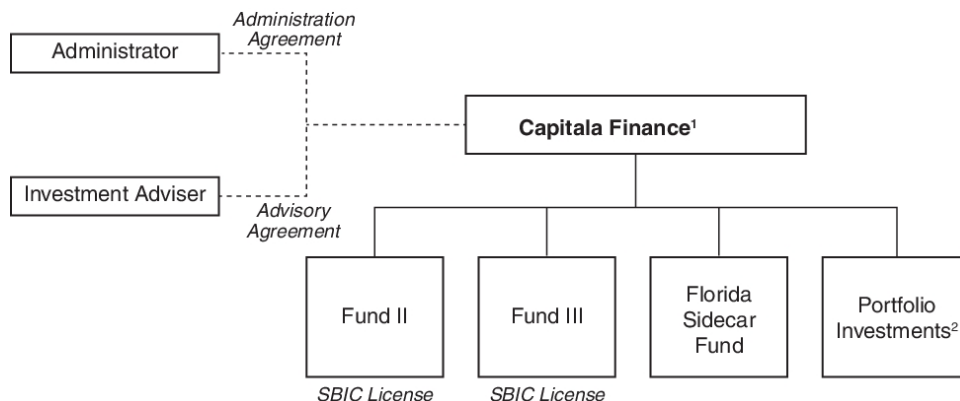 Administration
Agreement
Administrator
Capitala Finance¹
Investment Adviser
Advisory
Agreement
Fund II
Fund III
Florida
Sidecar
Fund
Portfolio
Investments²
SBIC License
SBIC License